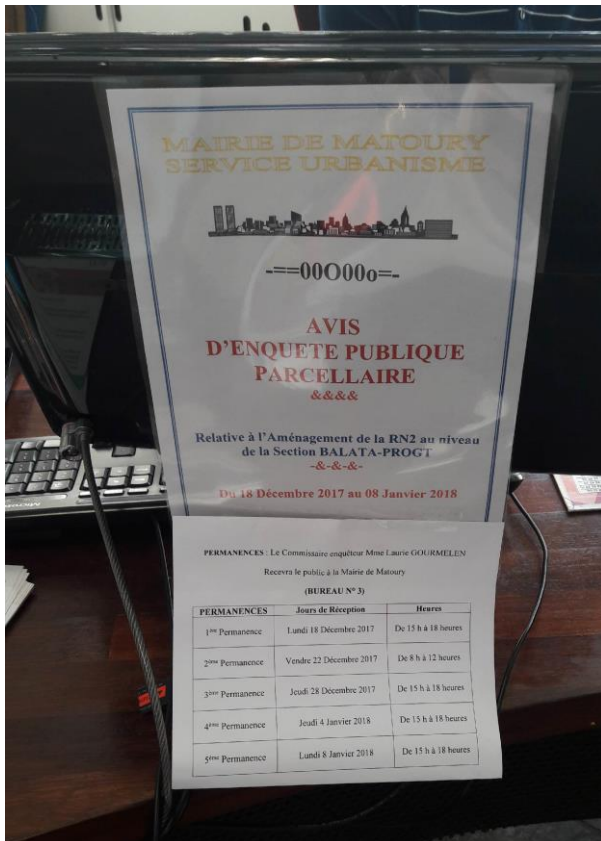 MAIRIE DE MATOURY
SERVICE URBANISME
-==00O00o=-
AVIS
D'ENQUETE PUBLIQUE
PARCELLAIRE
&&&&
Relative à l'Aménagement de la RN2 au niveau
de la Section BALATA-PROGT
-&-&-&-
Du 18 Décembre 2017 au 08 Janvier 2018
PERMANENCES : Le Commissaire enquêteur Mme Laurie GOURMELEN
Recevra le public à la Mairie de Matoury
(BUREAU N° 3)
PERMANENCES Jours de Réception Heures
1ère Permanence Lundi 18 Décembre 2017 De 15 h à 18 heures
2ème Permanence Vendre 22 Décembre 2017 De 8 h à 12 heures
3ème Permanence Jeudi 28 Décembre 2017 De 15 h à 18 heures
4ème Permanence Jeudi 4 Janvier 2018 De 15 h à 18 heures
5ème Permanence Lundi 8 Janvier 2018 De 15 h à 18 heures